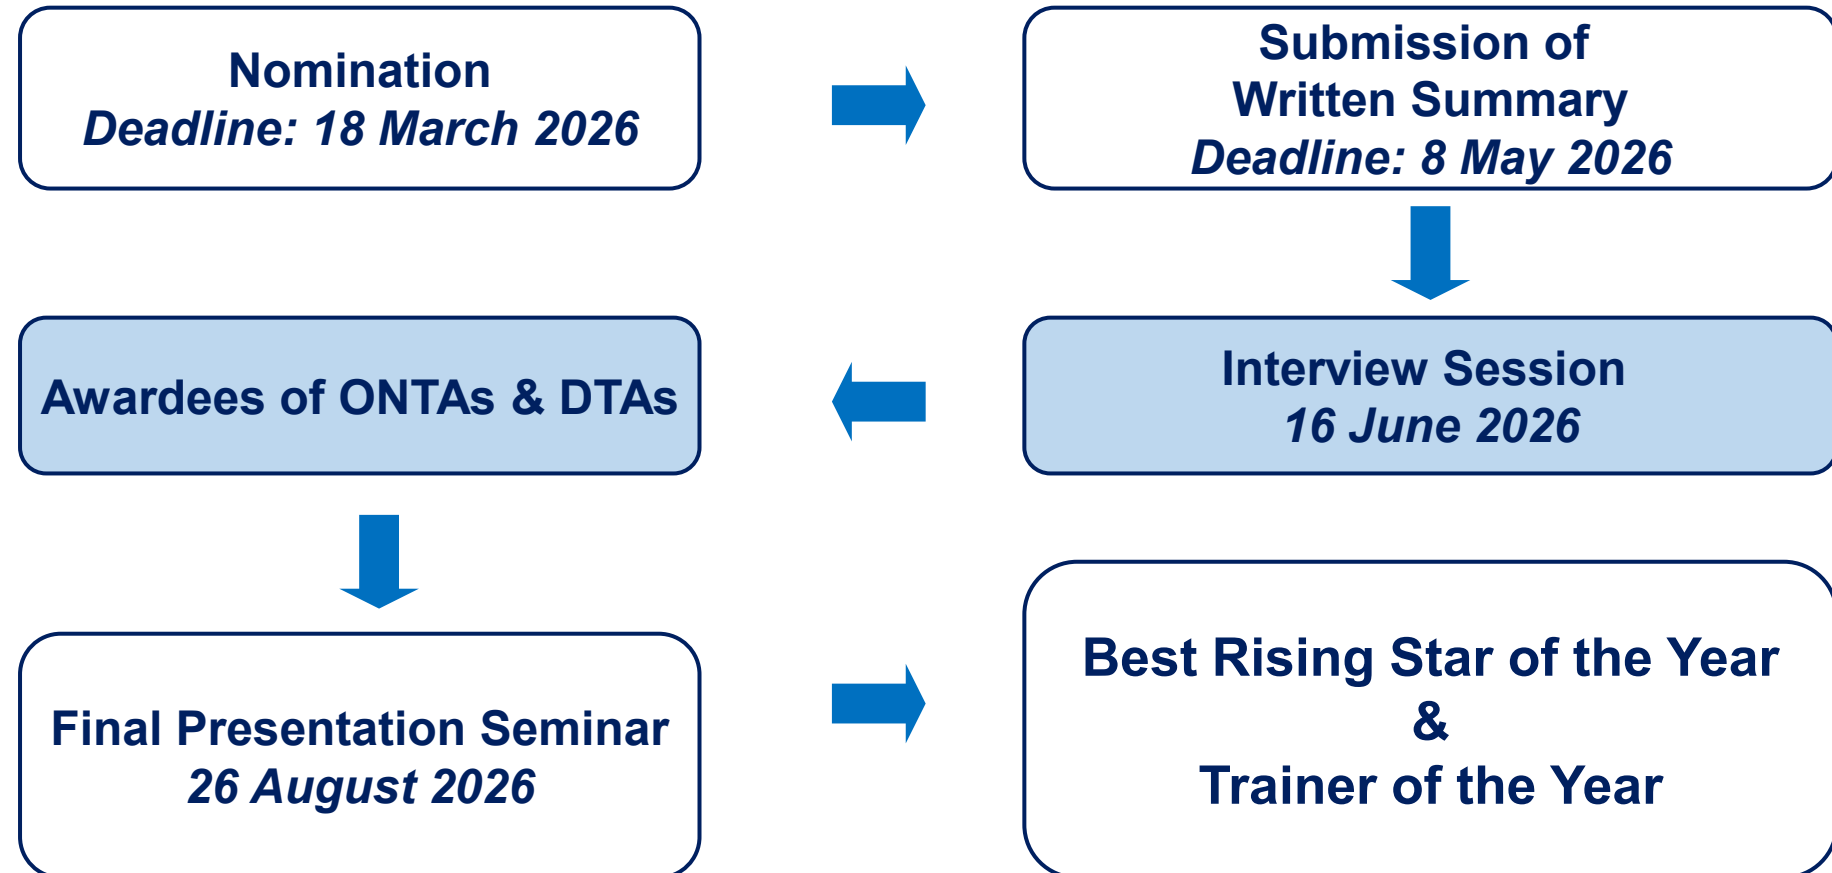 Nomination
Deadline: 18 March 2026
Submission of
Written Summary
Deadline: 8 May 2026
Interview Session
16 June 2026
Awardees of ONTAs & DTAs
Final Presentation Seminar
26 August 2026
Best Rising Star of the Year
&
Trainer of the Year